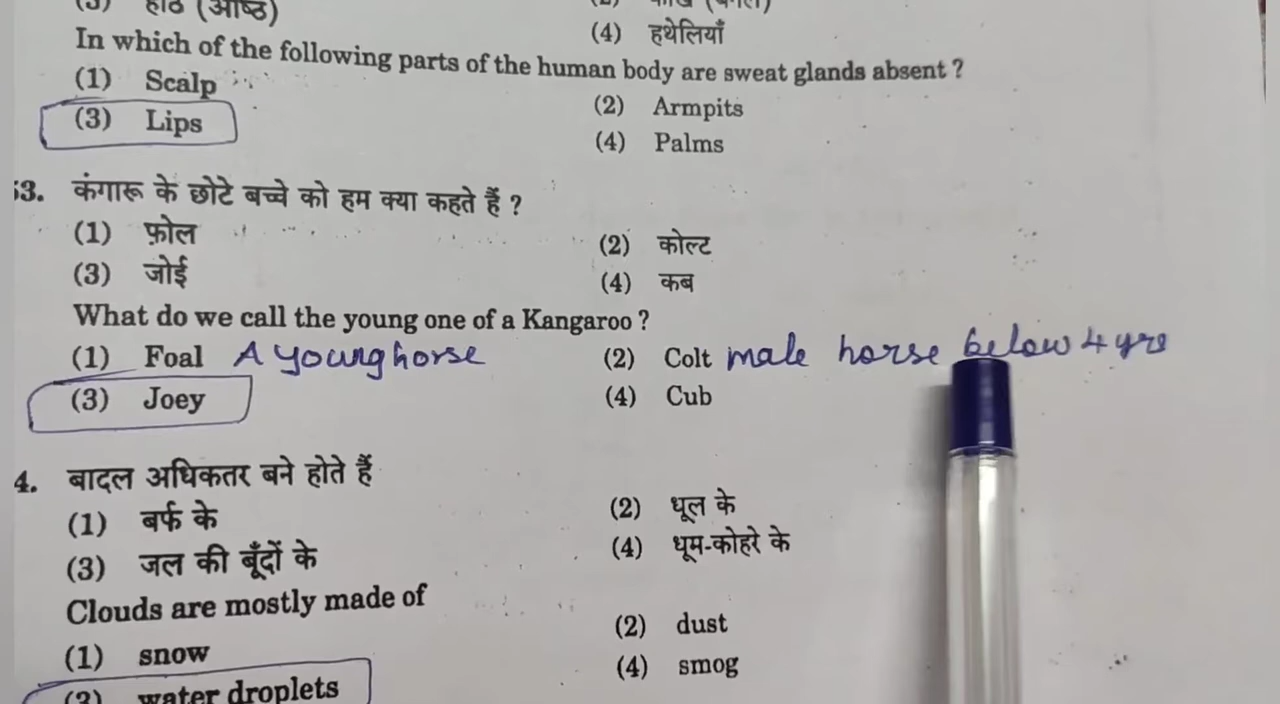 (3) होंठ (ओष्ठ)
(4) हथेलियाँ
In which of the following parts of the human body are sweat glands absent ?
(1) Scalp
(2) Armpits
(3) Lips
(4) Palms
53. कंगारू के छोटे बच्चे को हम क्या कहते हैं ?
(1) फ़ोल (2) कोल्ट
(3) जोई (4) कब
What do we call the young one of a Kangaroo ?
(1) Foal A young horse (2) Colt male horse below 4 yrs
(3) Joey (4) Cub
4. बादल अधिकतर बने होते हैं
(1) बर्फ के (2) धूल के
(3) जल की बूँदों के (4) धूम-कोहरे के
Clouds are mostly made of
(1) snow (2) dust
(3) water droplets (4) smog